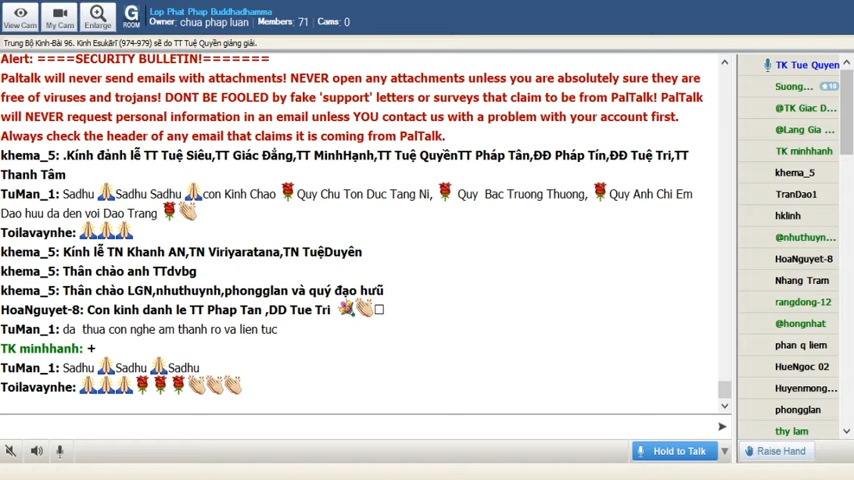 View Cam
My Cam
Enlarge
G
ROOM
Lop Phat Phap Buddhadhamma
Owner: chua phap luan / Members: 71 / Cams: 0
Trung Bộ Kinh-Bài 96. Kinh Esukārī (974-979) sẽ do TT Tuệ Quyền giảng giải.
Alert: ====SECURITY BULLETIN!=======
Paltalk will never send emails with attachments! NEVER open any attachments unless you are absolutely sure they are
free of viruses and trojans! DONT BE FOOLED by fake 'support' letters or surveys that claim to be from PalTalk! PalTalk
will NEVER request personal information in an email unless YOU contact us with a problem with your account first.
Always check the header of any email that claims it is coming from PalTalk.
khema_5: .Kính đảnh lễ TT Tuệ Siêu,TT Giác Đẳng,TT MinhHạnh,TT Tuệ QuyềnTT Pháp Tân,ĐĐ Pháp Tín,ĐĐ Tuệ Tri,TT
Thanh Tâm
TuMan_1: Sadhu 🙏Sadhu Sadhu 🙏con Kinh Chao 🌹Quy Chu Ton Duc Tang Ni, 🌹 Quy Bac Truong Thuong, 🌹Quy Anh Chi Em
Dao huu da den voi Dao Trang 🌹👏
Toilavaynhe: 🙏🙏🙏
khema_5: Kính lễ TN Khanh AN,TN Viriyaratana,TN TuệDuyên
khema_5: Thân chào anh TTdvbg
khema_5: Thân chào LGN,nhuthuynh,phongglan và quý đạo hưũ
HoaNguyet-8: Con kinh danh le TT Phap Tan ,DD Tue Tri 💐👏□
TuMan_1: da thua con nghe am thanh ro va lien tuc
TK minhhanh: +
TuMan_1: Sadhu 🙏Sadhu 🙏Sadhu
Toilavaynhe: 🙏🙏🙏🌹🌹🌹👏👏👏
Hold to Talk
TK Tue Quyen
Suong... 18
@TK Giac D...
@Lang Gia ...
TK minhhanh
khema_5
TranDao1
hklinh
@nhuthuyn...
HoaNguyet-8
Nhang Tram
rangdong-12
@hongnhat
phan q liem
HueNgoc 02
Huyenmong...
phongglan
thy lam
Raise Hand